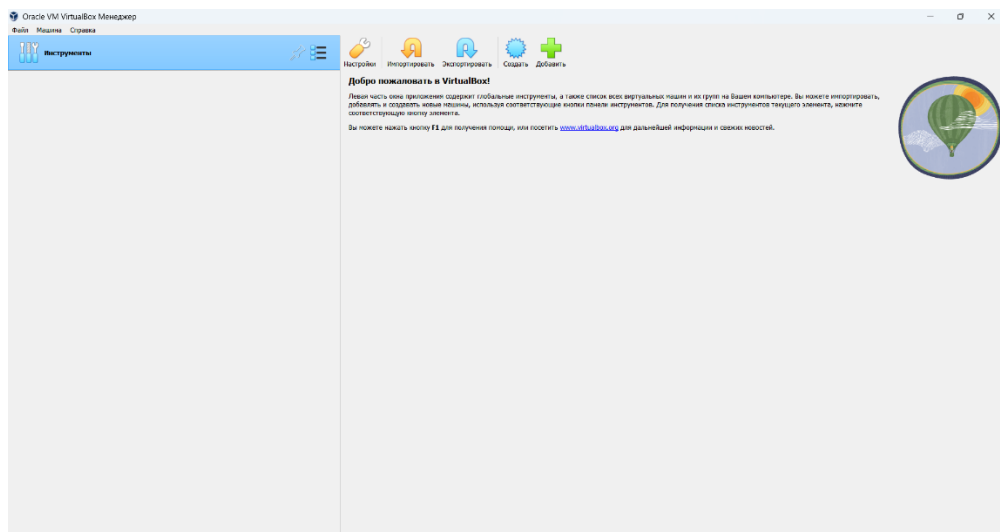 Oracle VM VirtualBox Менеджер
Файл Машина Справка
Инструменты
Настройки Импортировать Экспортировать Создать Добавить
Добро пожаловать в VirtualBox!
Левая часть окна приложения содержит глобальные инструменты, а также список всех виртуальных машин и их групп на Вашем компьютере. Вы можете импортировать,
добавлять и создавать новые машины, используя соответствующие кнопки панели инструментов. Для получения списка инструментов текущего элемента, нажмите
соответствующую кнопку элемента.
Вы можете нажать кнопку F1 для получения помощи, или посетить www.virtualbox.org для дальнейшей информации и свежих новостей.